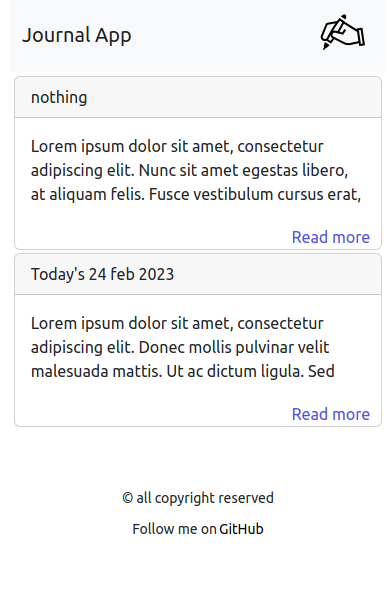 Journal App
nothing
Lorem ipsum dolor sit amet, consectetur
adipiscing elit. Nunc sit amet egestas libero,
at aliquam felis. Fusce vestibulum cursus erat,
Read more
Today's 24 feb 2023
Lorem ipsum dolor sit amet, consectetur
adipiscing elit. Donec mollis pulvinar velit
malesuada mattis. Ut ac dictum ligula. Sed
Read more
© all copyright reserved
Follow me on GitHub